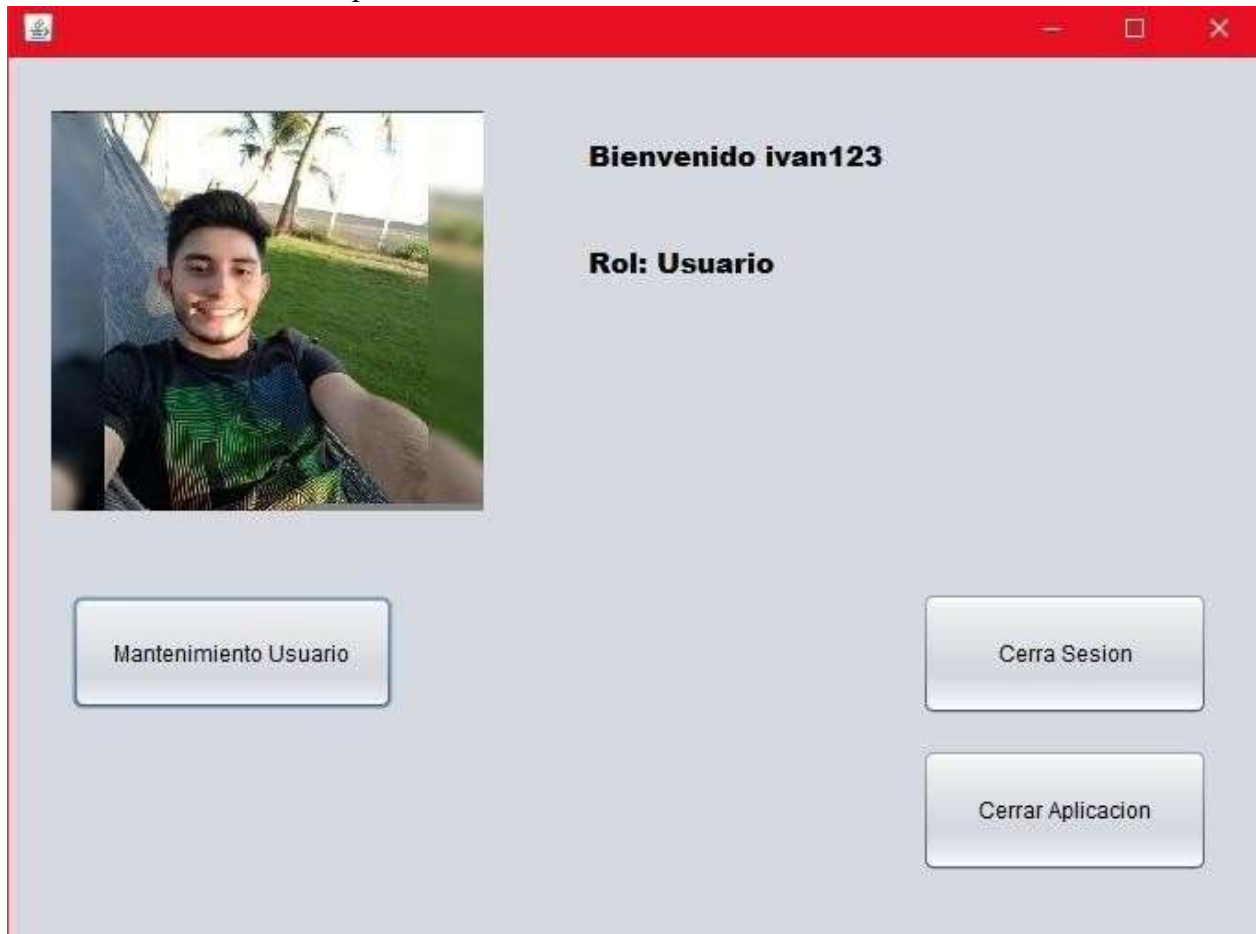 Bienvenido ivan123
Rol: Usuario
Mantenimiento Usuario
Cerra Sesion
Cerrar Aplicacion